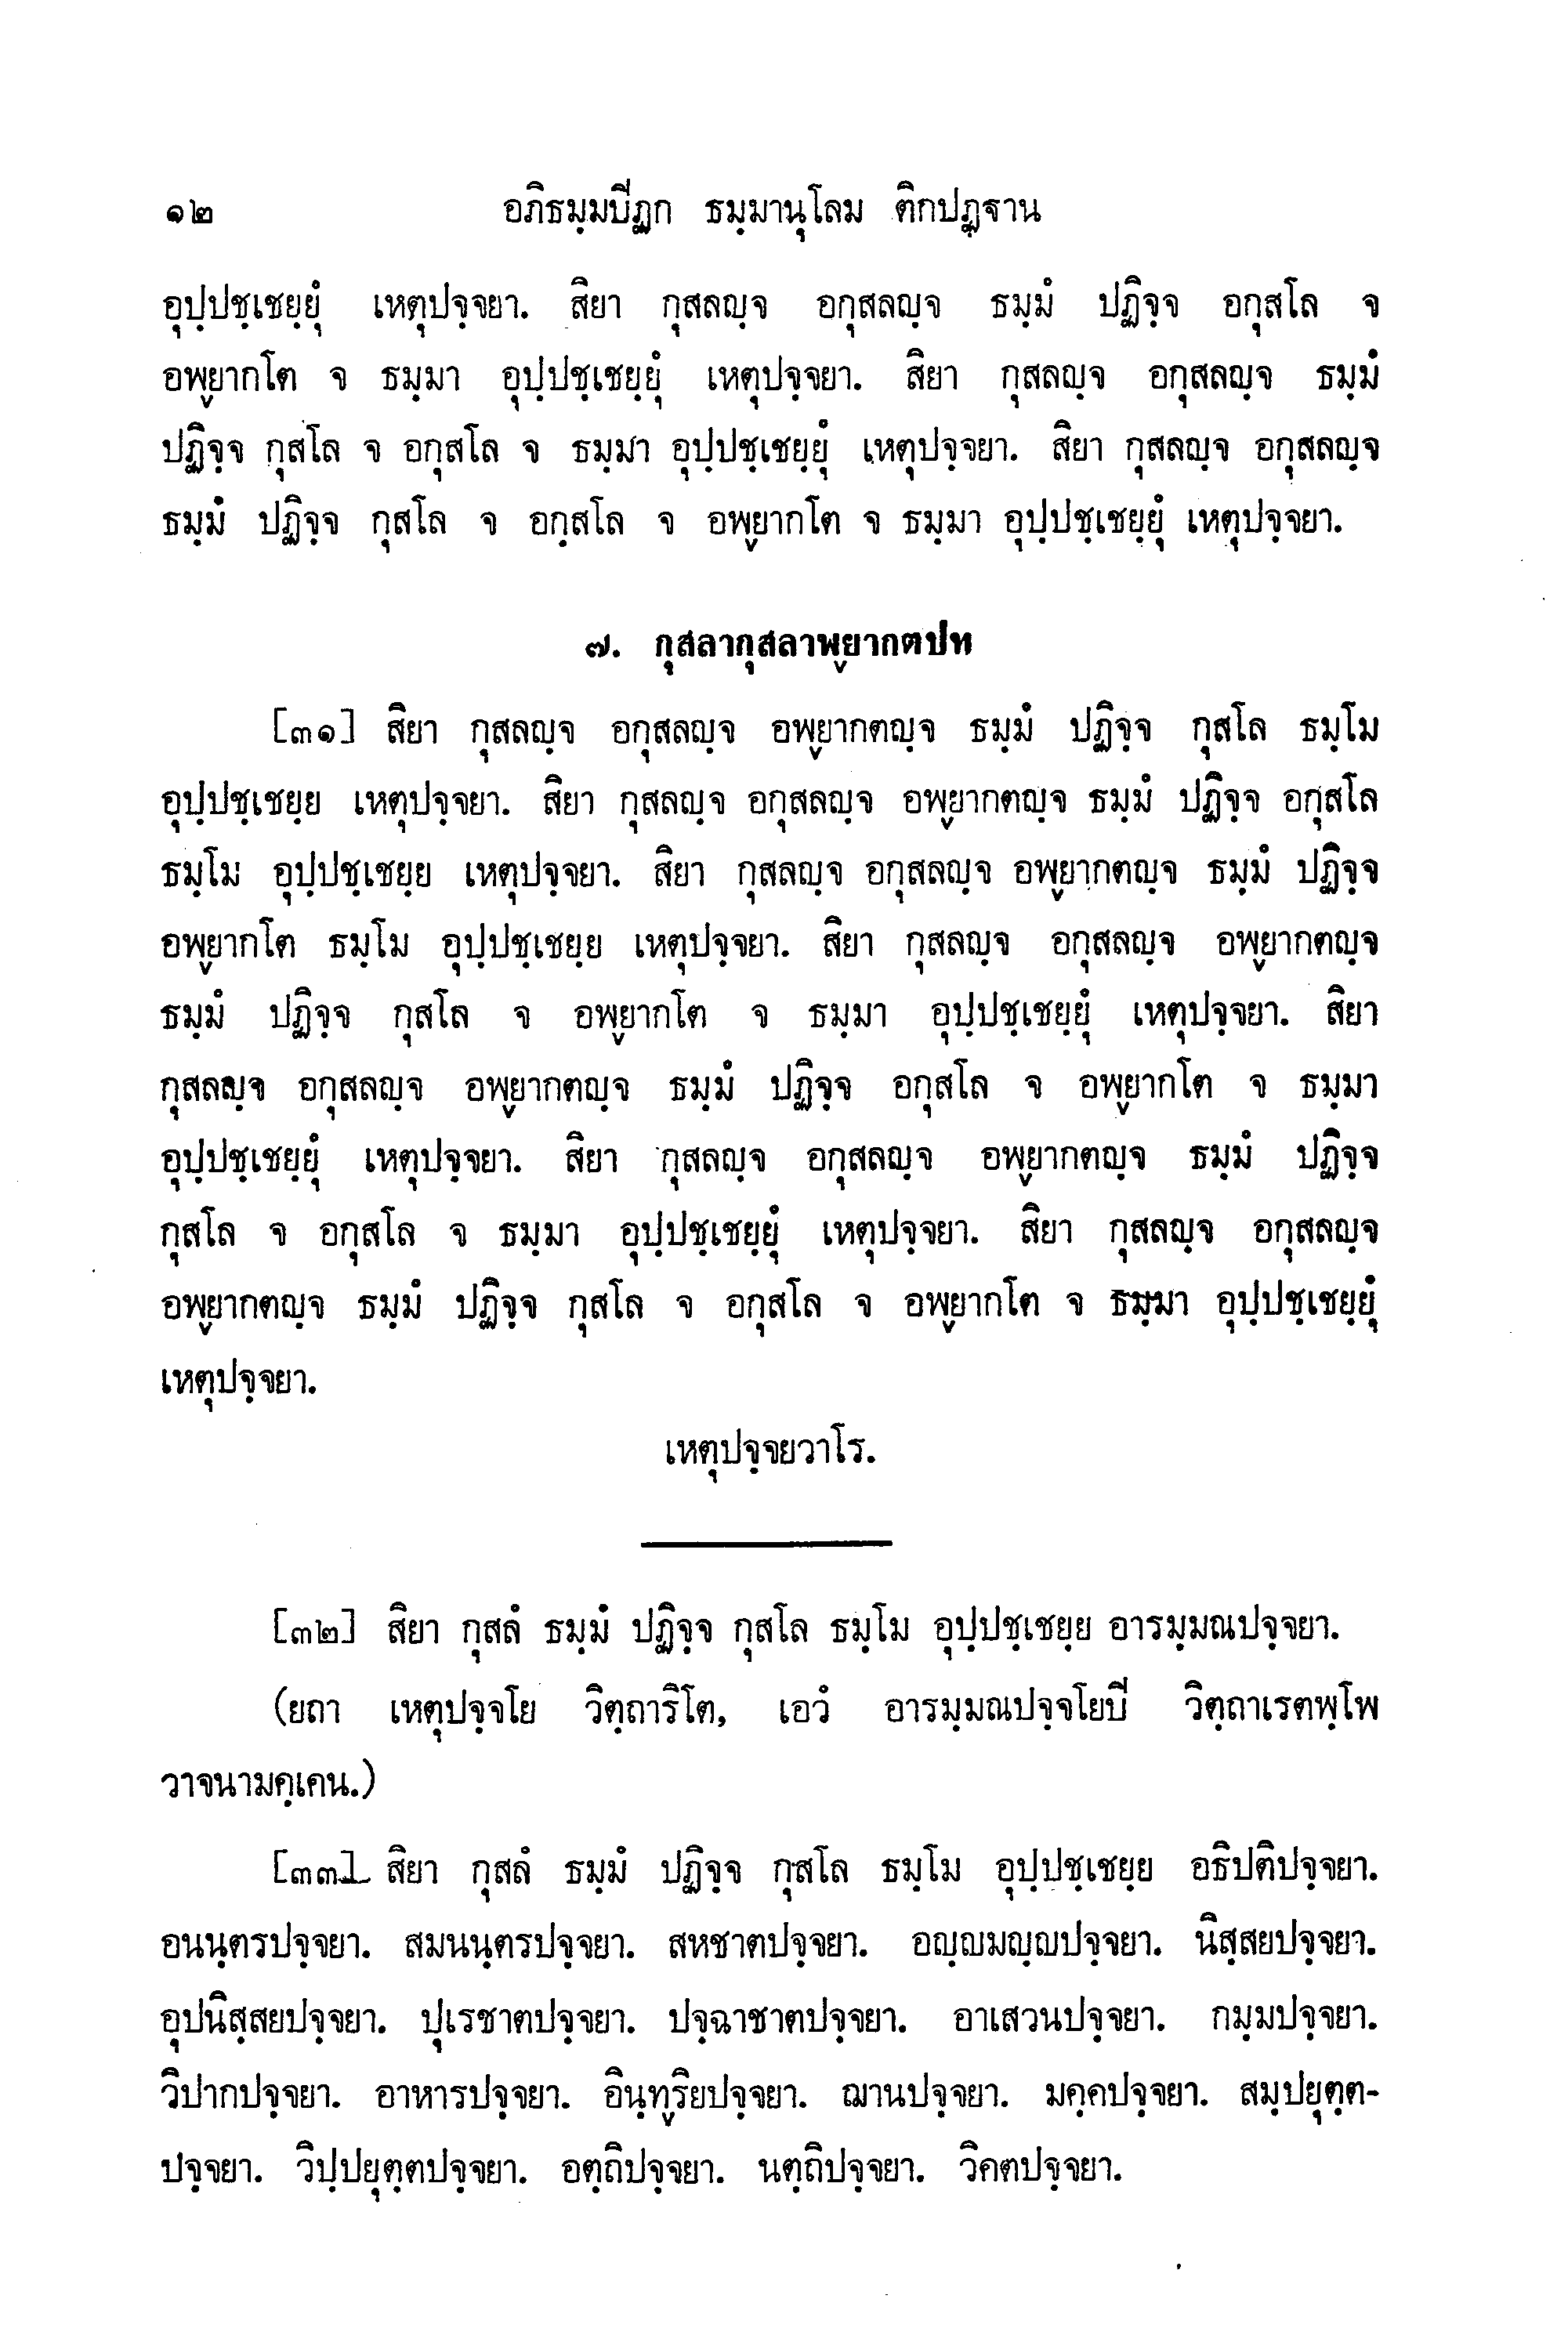 ๑๒ อภิธมฺมปิฏก ธมฺมานุโลม ติกปฏฺฐาน
อุปฺปชฺเชยฺยุํ เหตุปจฺจยา. สิยา กุสลญฺจ อกุสลญฺจ ธมฺมํ ปฏิจฺจ อกุสโล จ
อพฺยากโต จ ธมฺมา อุปฺปชฺเชยฺยุํ เหตุปจฺจยา. สิยา กุสลญฺจ อกุสลญฺจ ธมฺมํ
ปฏิจฺจ กุสโล จ อกุสโล จ ธมฺมา อุปฺปชฺเชยฺยุํ เหตุปจฺจยา. สิยา กุสลญฺจ อกุสลญฺจ
ธมฺมํ ปฏิจฺจ กุสโล จ อกฺสโล จ อพฺยากโต จ ธมฺมา อุปฺปชฺเชยฺยุํ เหตุปจฺจยา.
๗. กุสลากุสลาพฺยากตปท
[๓๑] สิยา กุสลญฺจ อกุสลญฺจ อพฺยากตญฺจ ธมฺมํ ปฏิจฺจ กุสโล ธมฺโม
อุปฺปชฺเชยฺย เหตุปจฺจยา. สิยา กุสลญฺจ อกุสลญฺจ อพฺยากตญฺจ ธมฺมํ ปฏิจฺจ อกุสโล
ธมฺโม อุปฺปชฺเชยฺย เหตุปจฺจยา. สิยา กุสลญฺจ อกุสลญฺจ อพฺยากตญฺจ ธมฺมํ ปฏิจฺจ
อพฺยากโต ธมฺโม อุปฺปชฺเชยฺย เหตุปจฺจยา. สิยา กุสลญฺจ อกุสลญฺจ อพฺยากตญฺจ
ธมฺมํ ปฏิจฺจ กุสโล จ อพฺยากโต จ ธมฺมา อุปฺปชฺเชยฺยุํ เหตุปจฺจยา. สิยา
กุสลญฺจ อกุสลญฺจ อพฺยากตญฺจ ธมฺมํ ปฏิจฺจ อกุสโล จ อพฺยากโต จ ธมฺมา
อุปฺปชฺเชยฺยุํ เหตุปจฺจยา. สิยา กุสลญฺจ อกุสลญฺจ อพฺยากตญฺจ ธมฺมํ ปฏิจฺจ
กุสโล จ อกุสโล จ ธมฺมา อุปฺปชฺเชยฺยุํ เหตุปจฺจยา. สิยา กุสลญฺจ อกุสลญฺจ
อพฺยากตญฺจ ธมฺมํ ปฏิจฺจ กุสโล จ อกุสโล จ อพฺยากโต จ ธมฺมา อุปฺปชฺเชยฺยุํ
เหตุปจฺจยา.
เหตุปจฺจยวาโร.
[๓๒] สิยา กุสลํ ธมฺมํ ปฏิจฺจ กุสโล ธมฺโม อุปฺปชฺเชยฺย อารมฺมณปจฺจยา.
(ยถา เหตุปจฺจโย วิตฺถาริโต, เอวํ อารมฺมณปจฺจโยปิ วิตฺถาเรตพฺโพ
วาจนามคฺเคน.)
[๓๓] สิยา กุสลํ ธมฺมํ ปฏิจฺจ กุสโล ธมฺโม อุปฺปชฺเชยฺย อธิปติปจฺจยา.
อนนฺตรปจฺจยา. สมนนฺตรปจฺจยา. สหชาตปจฺจยา. อญฺญมญฺญปจฺจยา. นิสฺสยปจฺจยา.
อุปนิสฺสยปจฺจยา. ปุเรชาตปจฺจยา. ปจฺฉาชาตปจฺจยา. อาเสวนปจฺจยา. กมฺมปจฺจยา.
วิปากปจฺจยา. อาหารปจฺจยา. อินฺทฺริยปจฺจยา. ฌานปจฺจยา. มคฺคปจฺจยา. สมฺปยุตฺต-
ปจฺจยา. วิปฺปยุตฺตปจฺจยา. อตฺถิปจฺจยา. นตฺถิปจฺจยา. วิคตปจฺจยา.